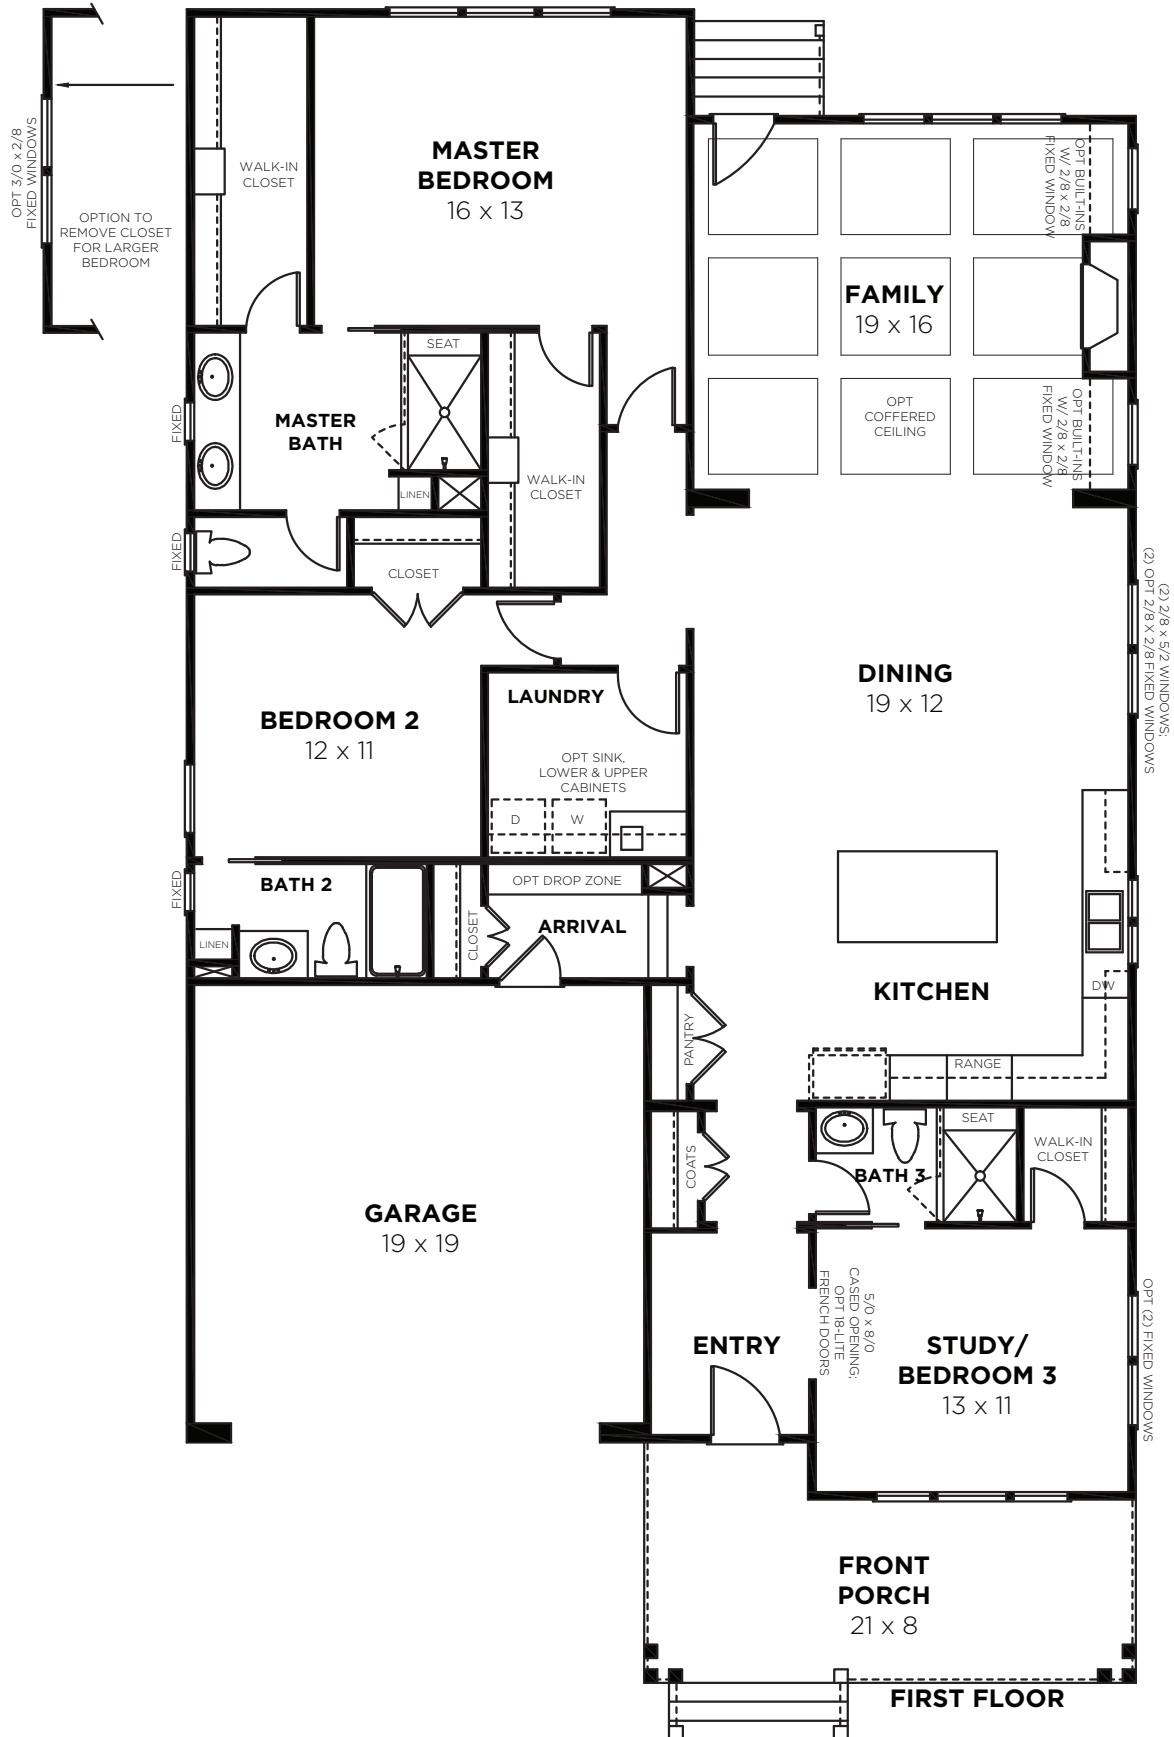 OPT 3/0 x 2/8
FIXED WINDOWS
OPTION TO
REMOVE CLOSET
FOR LARGER
BEDROOM
WALK-IN
CLOSET
MASTER
BEDROOM
16 x 13
OPT BUILT-INS
W/ 2/8 x 2/8
FIXED WINDOW
FAMILY
19 x 16
OPT
COFFERED
CEILING
OPT BUILT-INS
W/ 2/8 x 2/8
FIXED WINDOW
SEAT
FIXED
MASTER
BATH
LINEN
WALK-IN
CLOSET
FIXED
CLOSET
(2) 2/8 x 5/2 WINDOWS;
(2) OPT 2/8 X 2/8 FIXED WINDOWS
DINING
19 x 12
LAUNDRY
BEDROOM 2
12 x 11
OPT SINK,
LOWER & UPPER
CABINETS
D
W
FIXED
BATH 2
OPT DROP ZONE
LINEN
CLOSET
ARRIVAL
KITCHEN
DW
PANTRY
RANGE
COATS
SEAT
BATH 3
WALK-IN
CLOSET
GARAGE
19 x 19
5/0 x 8/0
CASED OPENING;
OPT 18-LITE
FRENCH DOORS
ENTRY
STUDY/
BEDROOM 3
13 x 11
OPT (2) FIXED WINDOWS
FRONT
PORCH
21 x 8
FIRST FLOOR